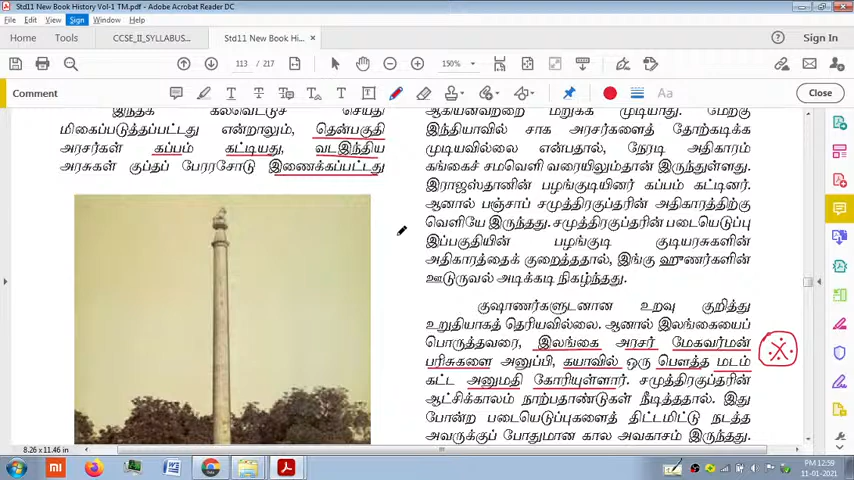 Std11 New Book History Vol-1 TM.pdf - Adobe Acrobat Reader DC
File Edit View Sign Window Help
Home Tools CCSE_II_SYLLABUS... Std11 New Book Hi... × Sign In
113 / 217 150%
Comment Aa Close
இந்தக் கல்வெட்டுச் செய்தி
மிகைப்படுத்தப்பட்டது என்றாலும், தென்பகுதி
அரசர்கள் கப்பம் கட்டியது, வடஇந்திய
அரசுகள் குப்தப் பேரரசோடு இணைக்கப்பட்டது
ஆகியனவற்றை மறுக்க முடியாது. மேற்கு
இந்தியாவில் சாக அரசர்களைத் தோற்கடிக்க
முடியவில்லை என்பதால், நேரடி அதிகாரம்
கங்கைச் சமவெளி வரையிலும்தான் இருந்துள்ளது.
இராஜஸ்தானின் பழங்குடியினர் கப்பம் கட்டினர்.
ஆனால் பஞ்சாப் சமுத்திரகுப்தரின் அதிகாரத்திற்கு
வெளியே இருந்தது. சமுத்திரகுப்தரின் படையெடுப்பு
இப்பகுதியின் பழங்குடி குடியரசுகளின்
அதிகாரத்தைக் குறைத்ததால், இங்கு ஹுணர்களின்
ஊடுருவல் அடிக்கடி நிகழ்ந்தது.
குஷாணர்களுடனான உறவு குறித்து
உறுதியாகத் தெரியவில்லை. ஆனால் இலங்கையைப்
பொருத்தவரை, இலங்கை அரசர் மேகவர்மன்
பரிசுகளை அனுப்பி, கயாவில் ஒரு பௌத்த மடம்
கட்ட அனுமதி கோரியுள்ளார். சமுத்திரகுப்தரின்
ஆட்சிக்காலம் நாற்பதாண்டுகள் நீடித்ததால். இது
போன்ற படையெடுப்புகளைத் திட்டமிட்டு நடத்த
அவருக்குப் போதுமான கால அவகாசம் இருந்தது.
8.26 x 11.46 in
PM 12:59
11-01-2021